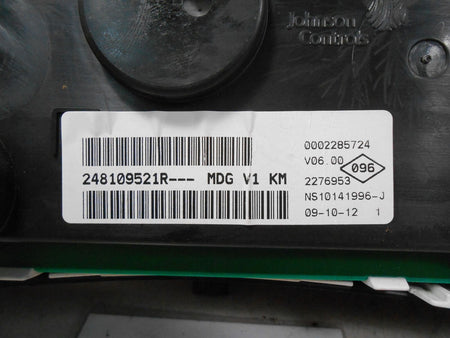 Johnson
Controls
0002285724
V06.00
096
248109521R--- MDG V1 KM
2276953
NS10141996-J
09-10-12 1